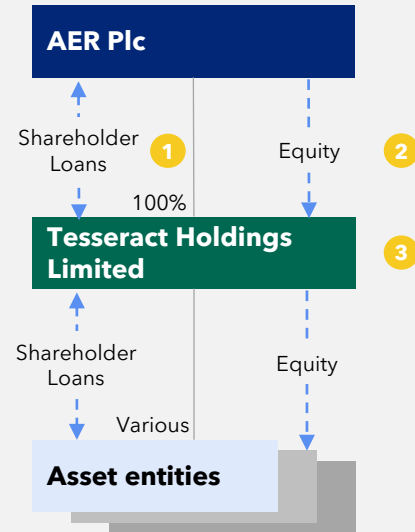 AER Plc
Shareholder
Loans
1
Equity
2
100%
Tesseract Holdings
Limited
3
Shareholder
Loans
Equity
Various
Asset entities